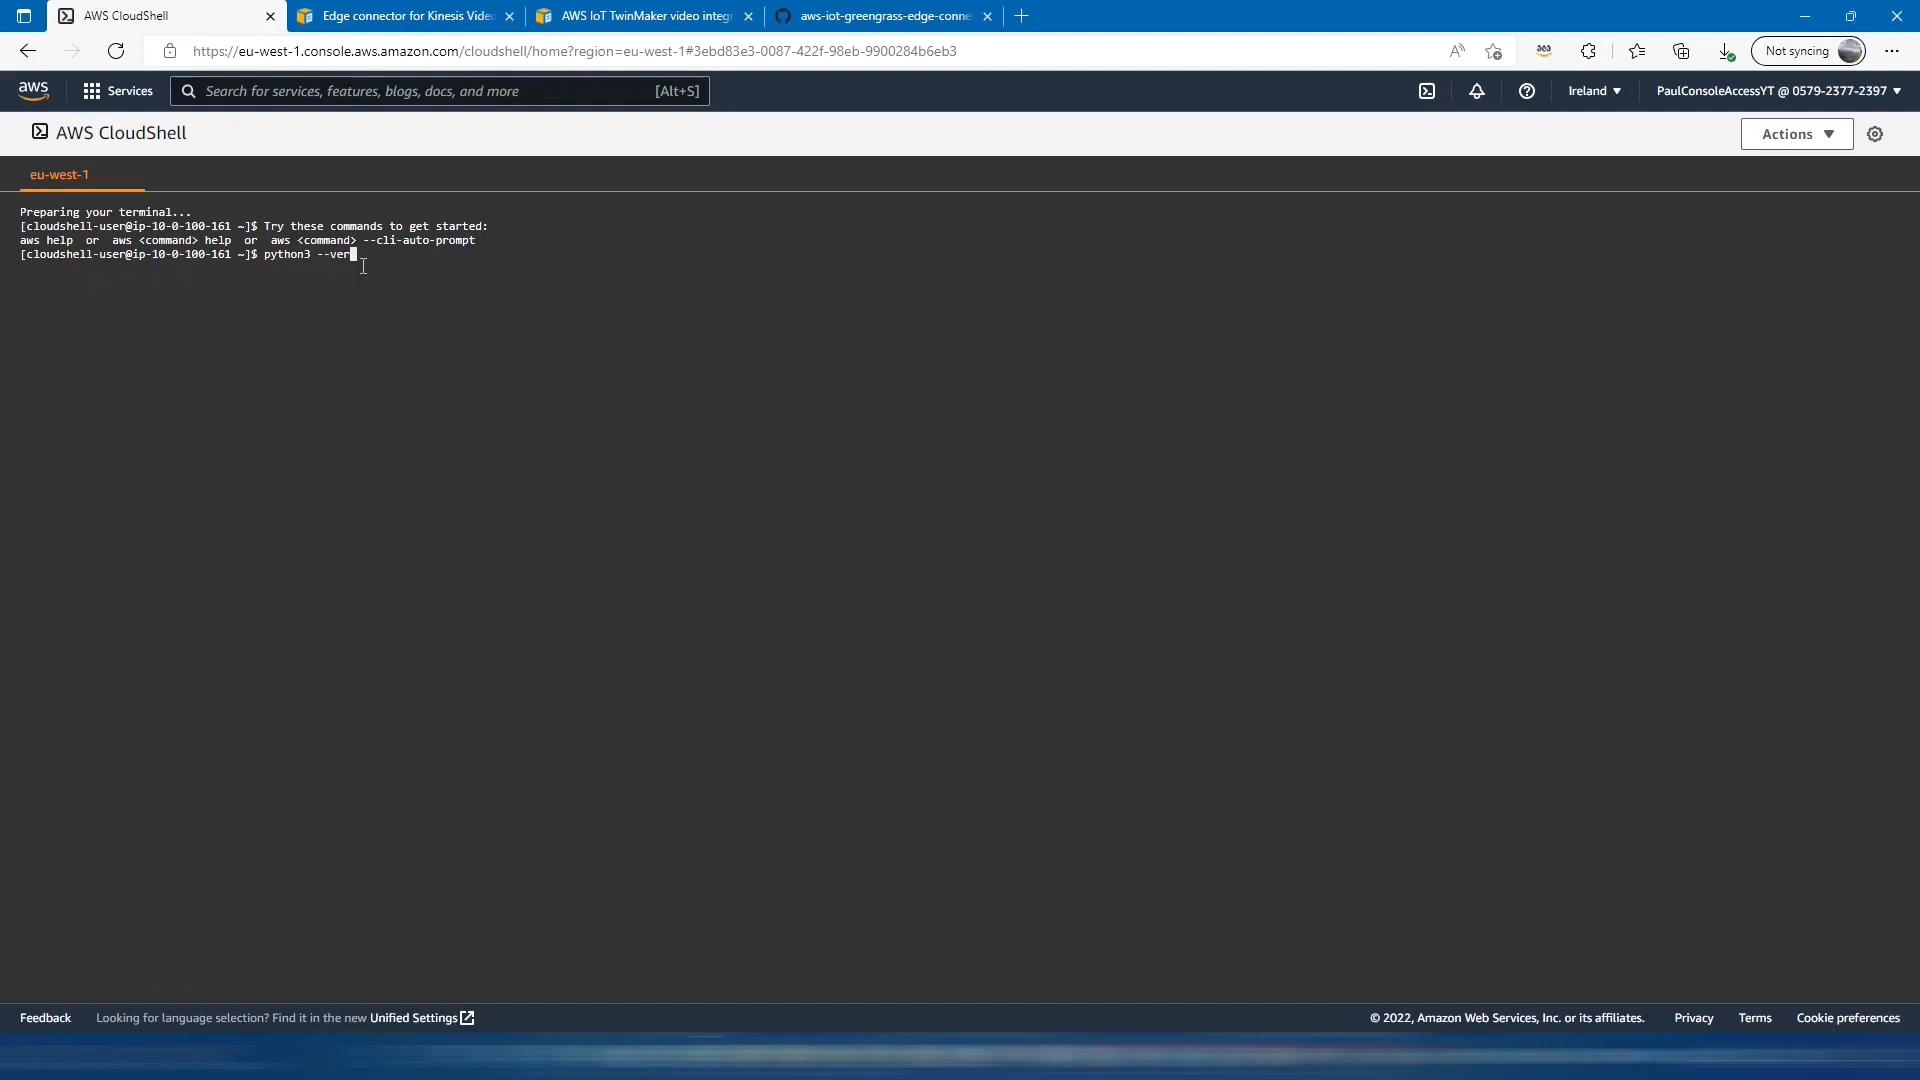 AWS CloudShell
Edge connector for Kinesis Vide
AWS IoT TwinMaker video integr
aws-iot-greengrass-edge-conne
https://eu-west-1.console.aws.amazon.com/cloudshell/home?region=eu-west-1#3ebd83e3-0087-422f-98eb-9900284b6eb3
Not syncing
aws
Services
Search for services, features, blogs, docs, and more
[Alt+S]
Ireland
PaulConsoleAccessYT @ 0579-2377-2397
AWS CloudShell
Actions
eu-west-1
Preparing your terminal...
[cloudshell-user@ip-10-0-100-161 ~]$ Try these commands to get started:
aws help or aws <command> help or aws <command> --cli-auto-prompt
[cloudshell-user@ip-10-0-100-161 ~]$ python3 --ver
Feedback
Looking for language selection? Find it in the new Unified Settings
© 2022, Amazon Web Services, Inc. or its affiliates.
Privacy
Terms
Cookie preferences